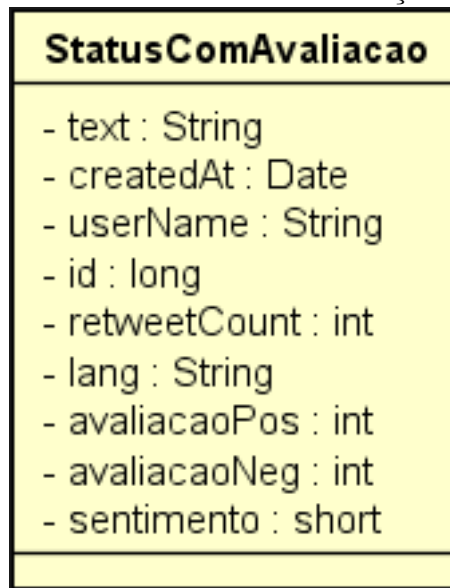 StatusComAvaliacao
- text : String
- createdAt : Date
- userName : String
- id : long
- retweetCount : int
- lang : String
- avaliacaoPos : int
- avaliacaoNeg : int
- sentimento : short